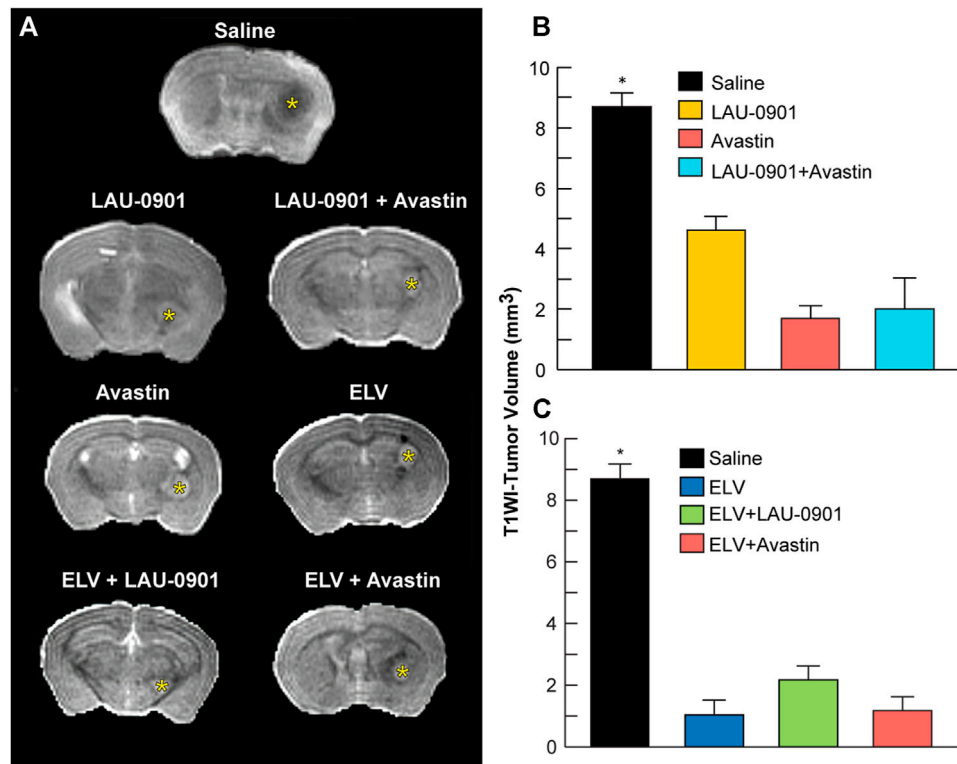 A
Saline
LAU-0901
LAU-0901 + Avastin
Avastin
ELV
ELV + LAU-0901
ELV + Avastin
T1WI-Tumor Volume (mm³)
B
10
8
6
4
2
0
*
Saline
LAU-0901
Avastin
LAU-0901+Avastin
C
10
8
6
4
2
0
*
Saline
ELV
ELV+LAU-0901
ELV+Avastin